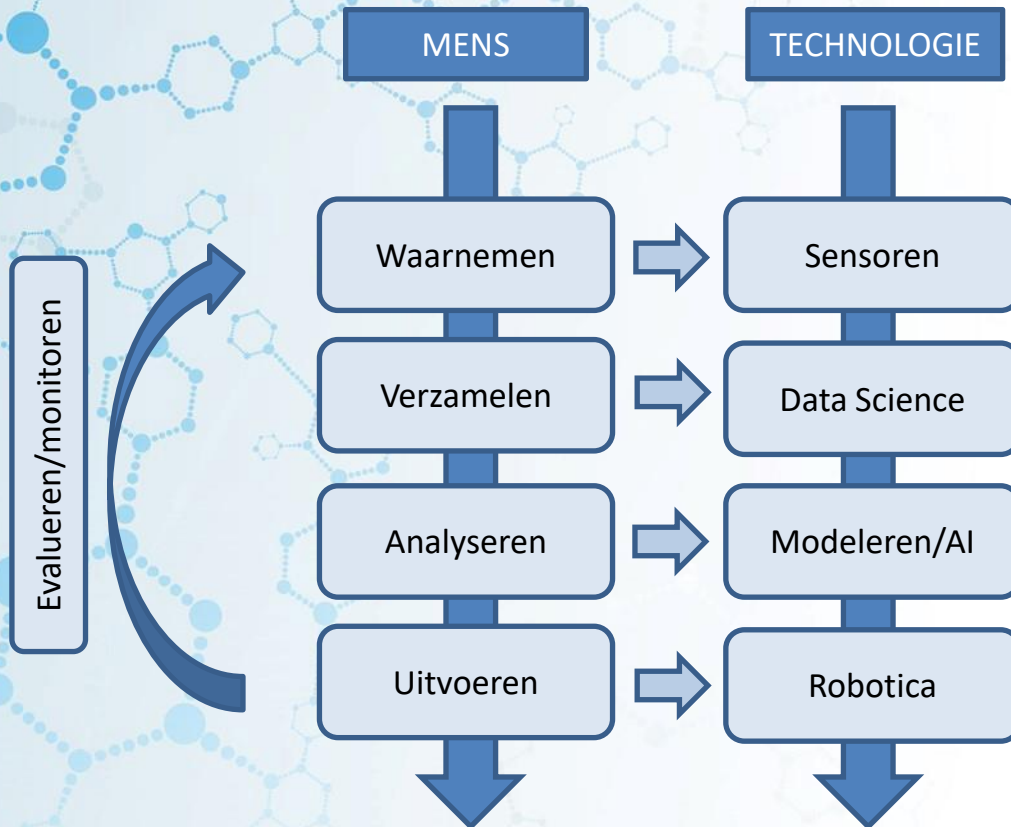 MENS
TECHNOLOGIE
Waarnemen
Sensoren
Evalueren/monitoren
Verzamelen
Data Science
Analyseren
Modeleren/AI
Uitvoeren
Robotica